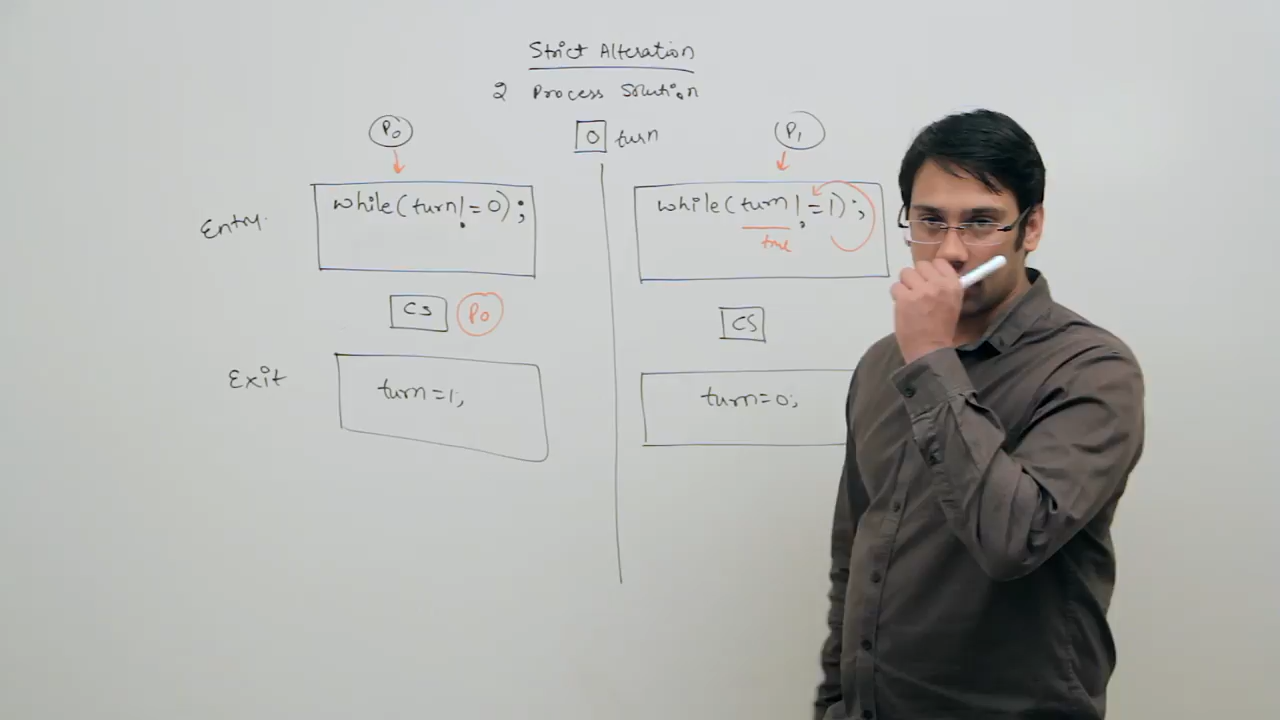 Strict Alteration
2 Process Solution
P0
0 turn
P1
Entry
while(turn!=0);
while(turn!=1);
true
CS
P0
CS
Exit
turn=1;
turn=0;